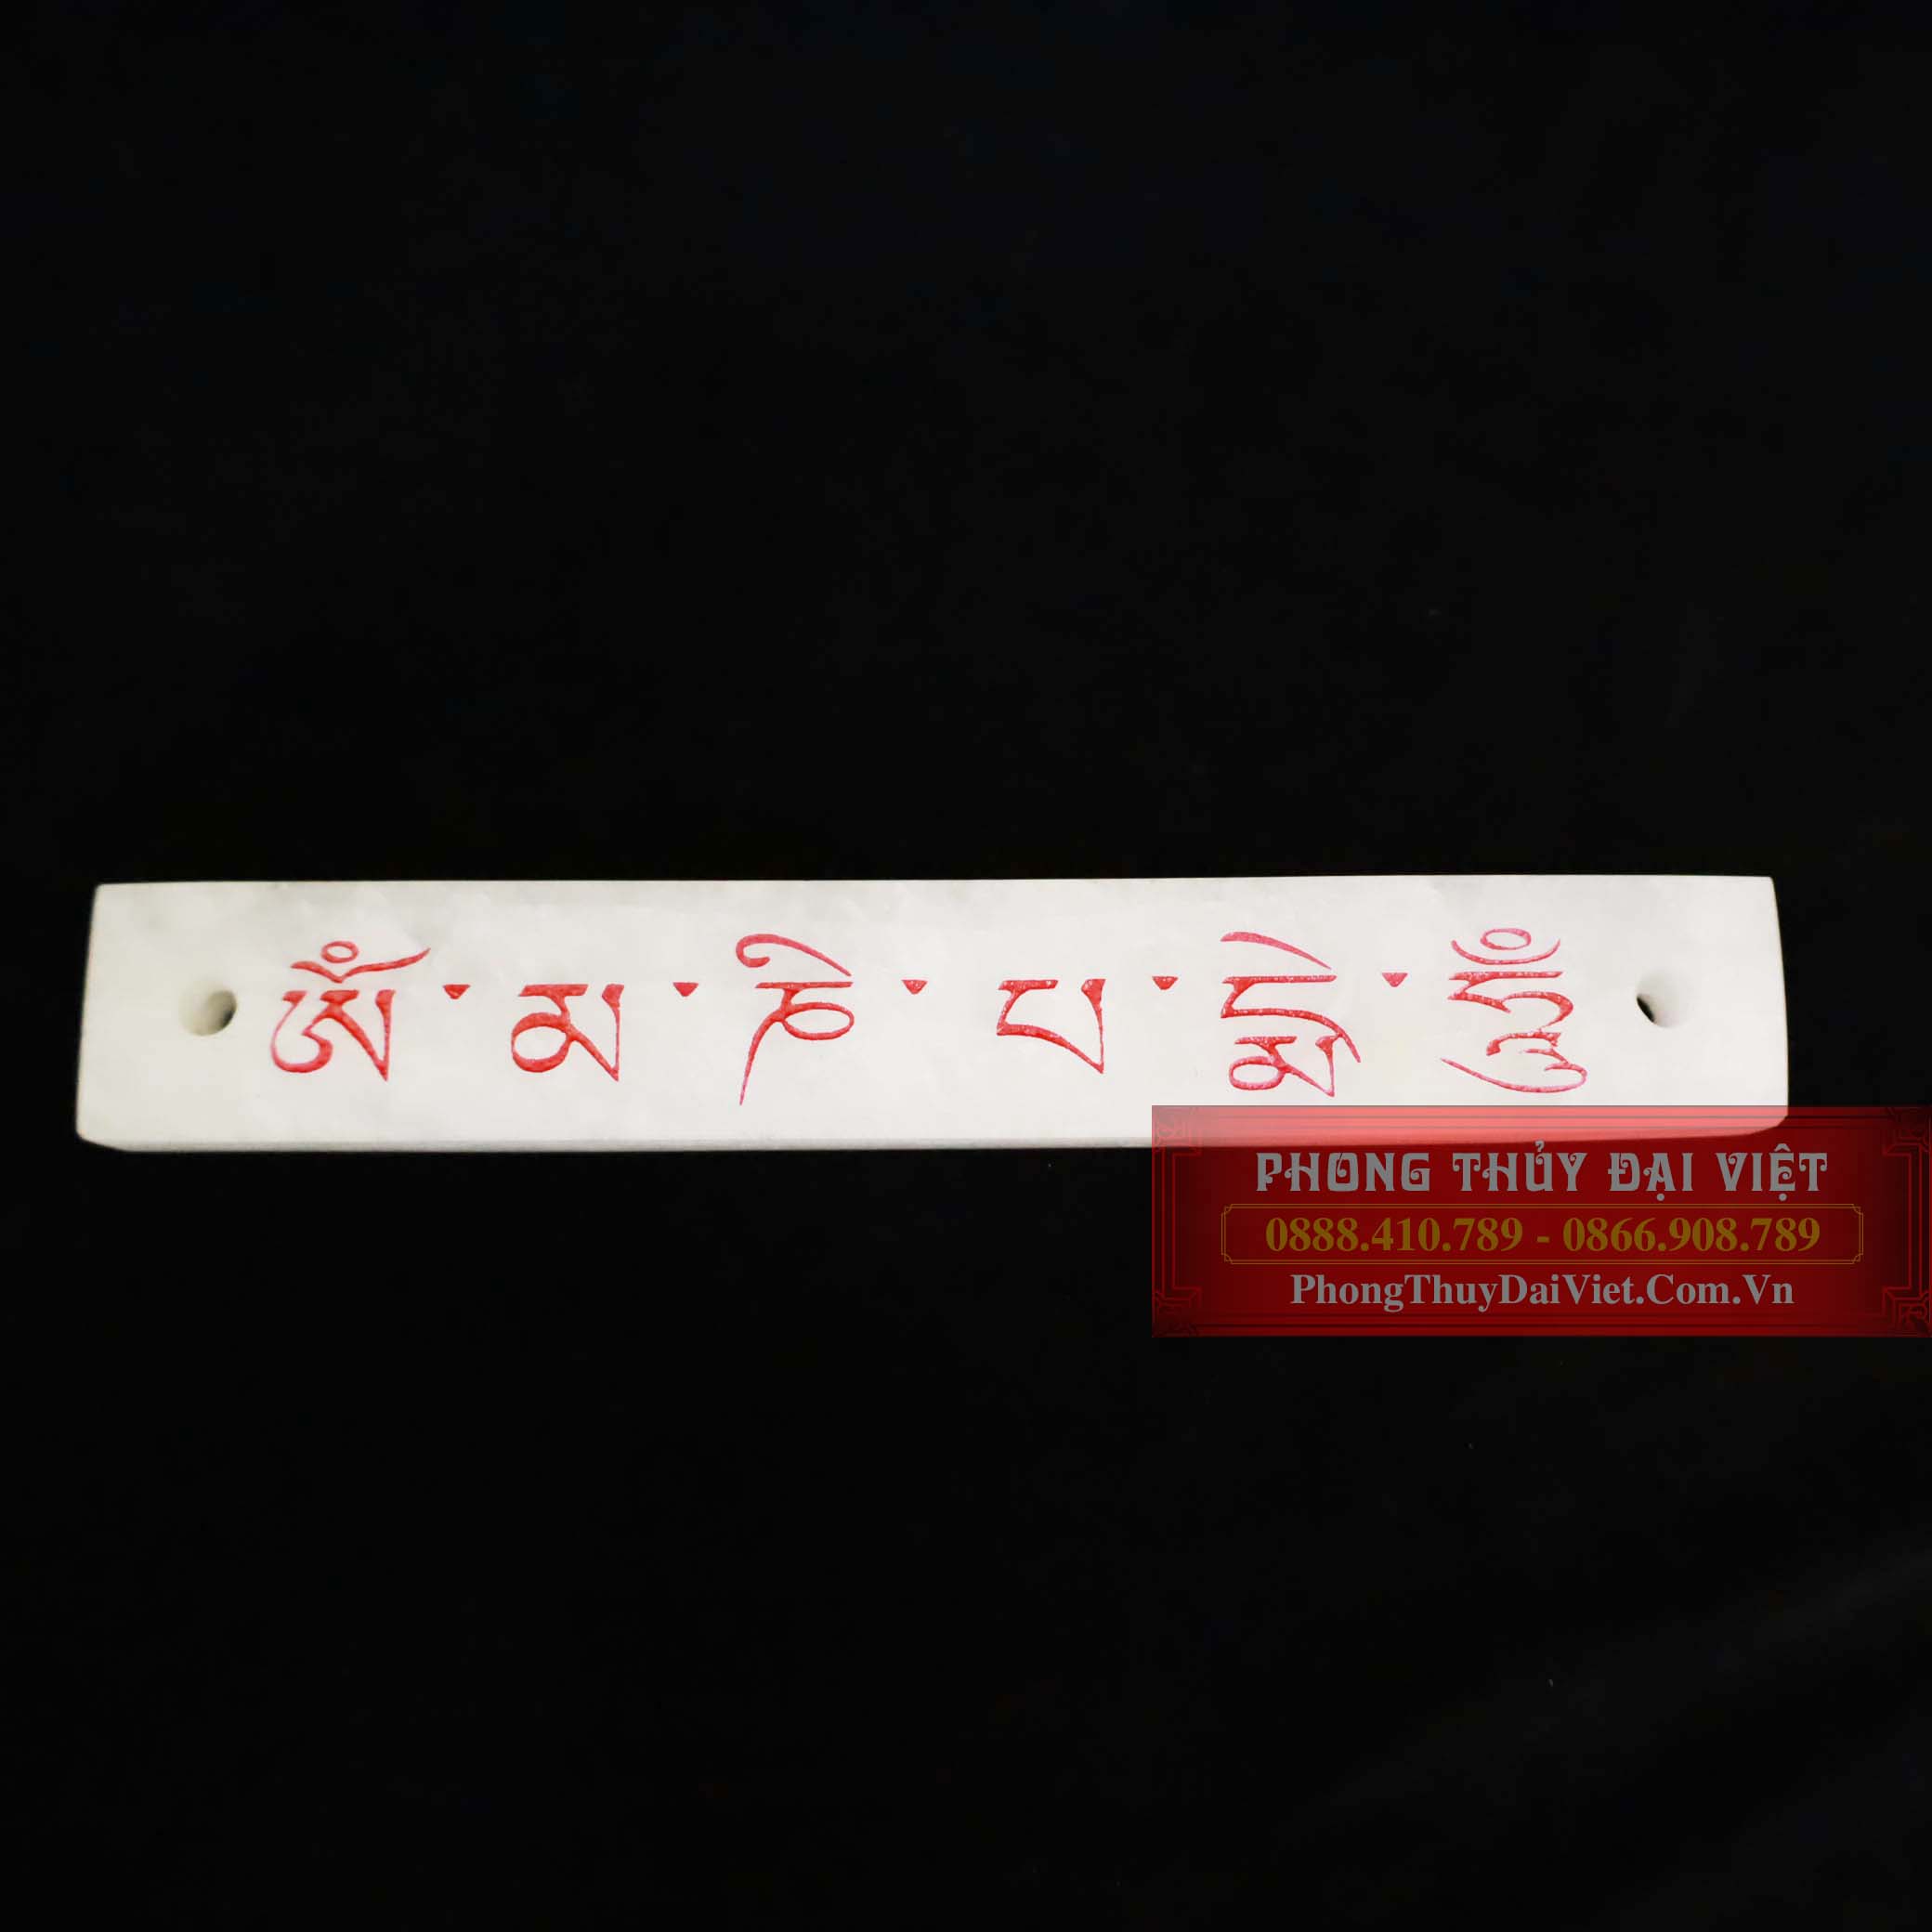 ༀ་མ་ཎི་པ་དྨེ་ཧཱུྃ
PHONG THỦY ĐẠI VIỆT
0888.410.789 - 0866.908.789
PhongThuyDaiViet.Com.Vn